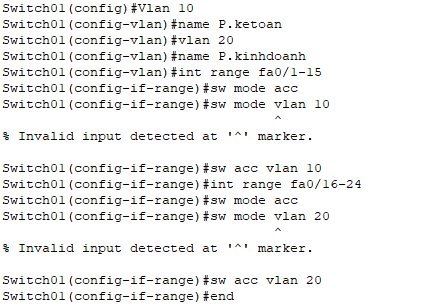 Switch01(config)#Vlan 10
Switch01(config-vlan)#name P.ketoan
Switch01(config-vlan)#vlan 20
Switch01(config-vlan)#name P.kinhdoanh
Switch01(config-vlan)#int range fa0/1-15
Switch01(config-if-range)#sw mode acc
Switch01(config-if-range)#sw mode vlan 10
^
% Invalid input detected at '^' marker.
Switch01(config-if-range)#sw acc vlan 10
Switch01(config-if-range)#int range fa0/16-24
Switch01(config-if-range)#sw mode acc
Switch01(config-if-range)#sw mode vlan 20
^
% Invalid input detected at '^' marker.
Switch01(config-if-range)#sw acc vlan 20
Switch01(config-if-range)#end